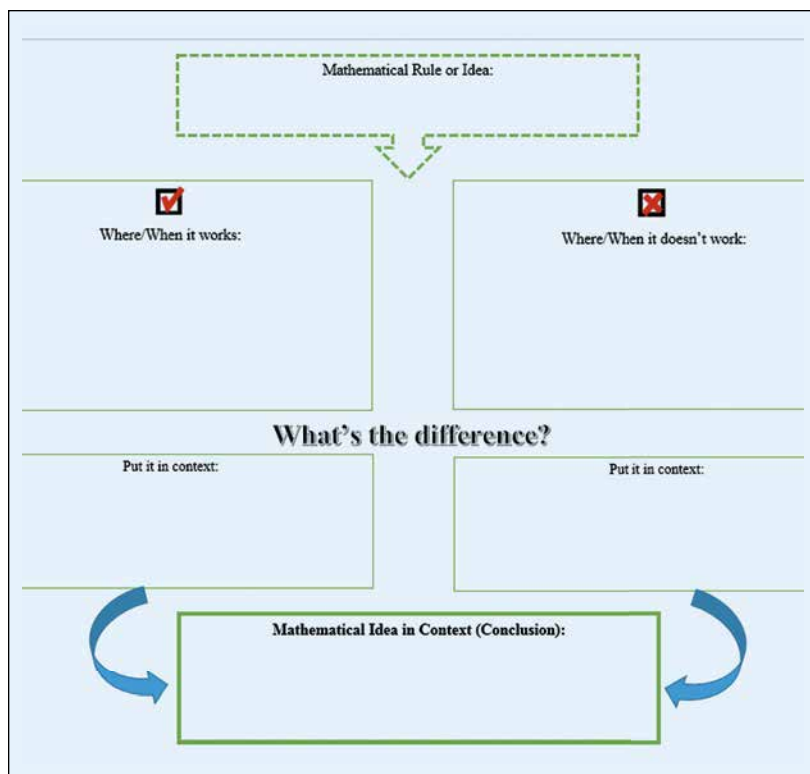 Mathematical Rule or Idea:
Where/When it works:
Where/When it doesn't work:
What's the difference?
Put it in context:
Put it in context:
Mathematical Idea in Context (Conclusion):